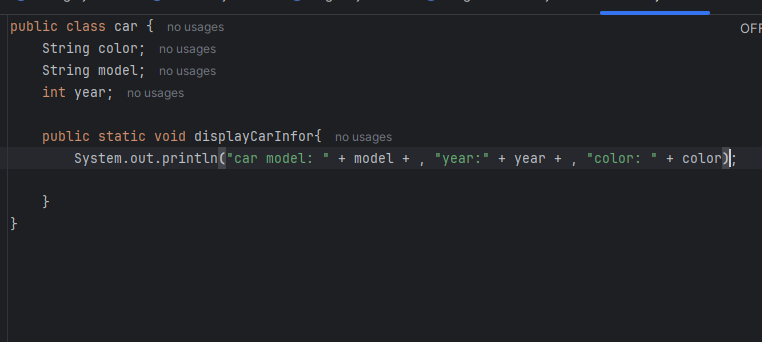 public class car { no usages
OFF
String color; no usages
String model; no usages
int year; no usages
public static void displayCarInfor{ no usages
System.out.println("car model: " + model + , "year:" + year + , "color: " + color);
}
}